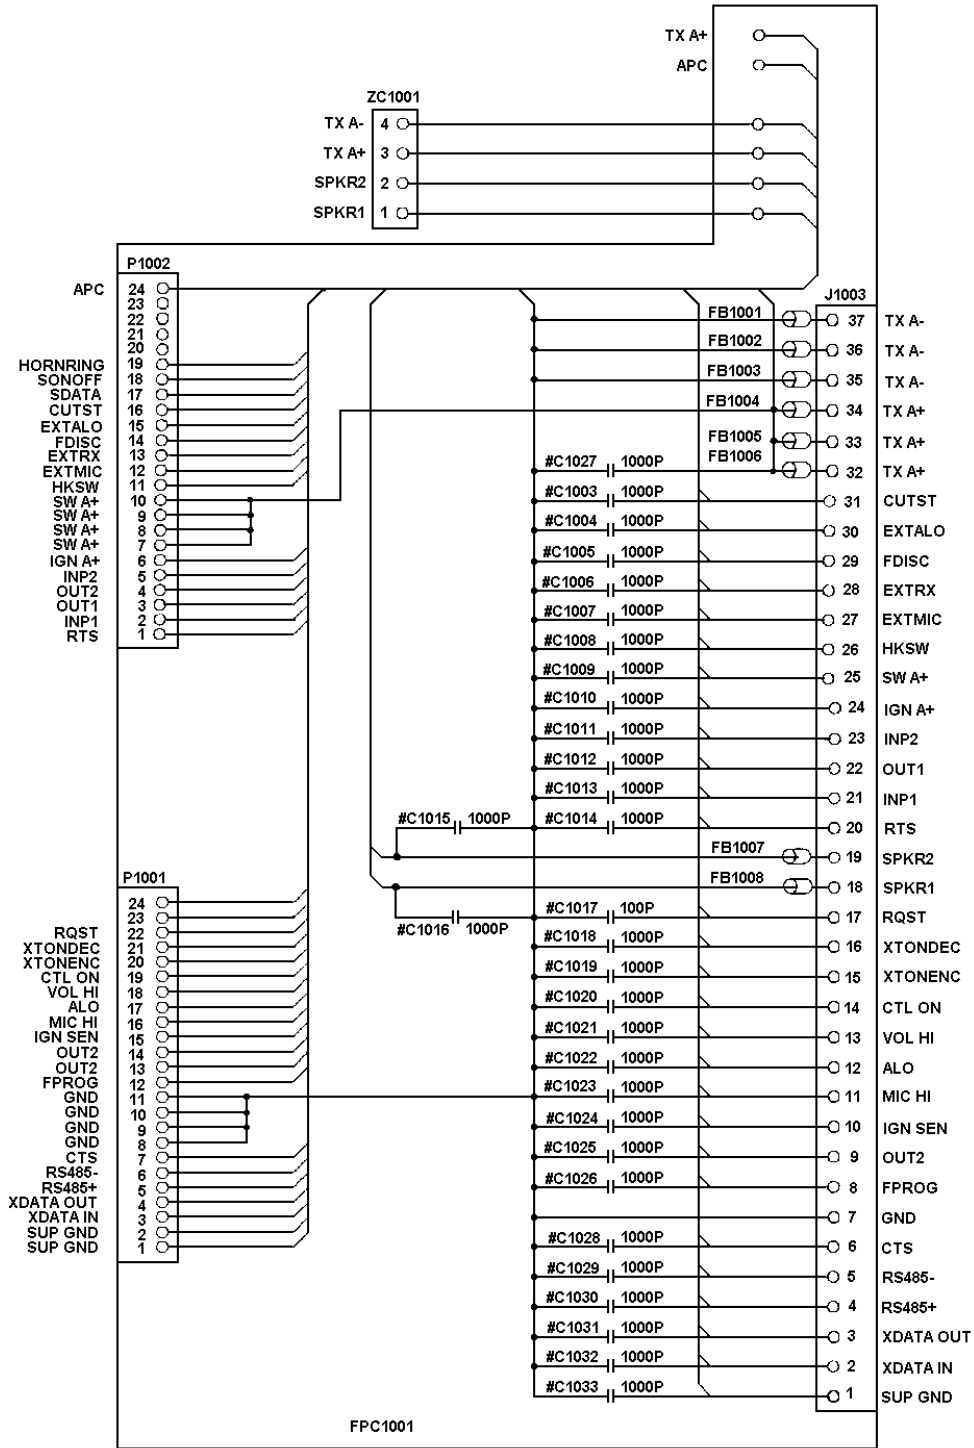 TX A+
APC
ZC1001
TX A- 4
TX A+ 3
SPKR2 2
SPKR1 1
P1002
APC 24
23
22
21
20
HORNRING 19
SONOFF 18
SDATA 17
CUTST 16
EXTALO 15
FDISC 14
EXTRX 13
EXTMIC 12
HKSW 11
SW A+ 10
SW A+ 9
SW A+ 8
SW A+ 7
IGN A+ 6
INP2 5
OUT2 4
OUT1 3
INP1 2
RTS 1
P1001
24
23
RQST 22
XTONDEC 21
XTONENC 20
CTL ON 19
VOL HI 18
ALO 17
MIC HI 16
IGN SEN 15
OUT2 14
OUT2 13
FPROG 12
GND 11
GND 10
GND 9
GND 8
CTS 7
RS485- 6
RS485+ 5
XDATA OUT 4
XDATA IN 3
SUP GND 2
SUP GND 1
J1003
FB1001 37 TX A-
FB1002 36 TX A-
FB1003 35 TX A-
FB1004 34 TX A+
FB1005 33 TX A+
FB1006
#C1027 1000P 32 TX A+
#C1003 1000P 31 CUTST
#C1004 1000P 30 EXTALO
#C1005 1000P 29 FDISC
#C1006 1000P 28 EXTRX
#C1007 1000P 27 EXTMIC
#C1008 1000P 26 HKSW
#C1009 1000P 25 SW A+
#C1010 1000P 24 IGN A+
#C1011 1000P 23 INP2
#C1012 1000P 22 OUT1
#C1013 1000P 21 INP1
#C1015 1000P #C1014 1000P 20 RTS
FB1007 19 SPKR2
FB1008 18 SPKR1
#C1016 1000P #C1017 100P 17 RQST
#C1018 1000P 16 XTONDEC
#C1019 1000P 15 XTONENC
#C1020 1000P 14 CTL ON
#C1021 1000P 13 VOL HI
#C1022 1000P 12 ALO
#C1023 1000P 11 MIC HI
#C1024 1000P 10 IGN SEN
#C1025 1000P 9 OUT2
#C1026 1000P 8 FPROG
7 GND
#C1028 1000P 6 CTS
#C1029 1000P 5 RS485-
#C1030 1000P 4 RS485+
#C1031 1000P 3 XDATA OUT
#C1032 1000P 2 XDATA IN
#C1033 1000P 1 SUP GND
FPC1001